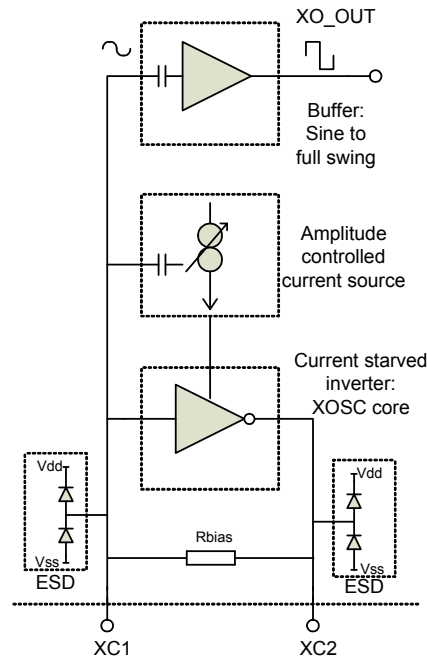 XO_OUT
Buffer:
Sine to
full swing
Amplitude
controlled
current source
Current starved
inverter:
XOSC core
Vdd
Vss
ESD
Rbias
Vdd
Vss
ESD
XC1
XC2